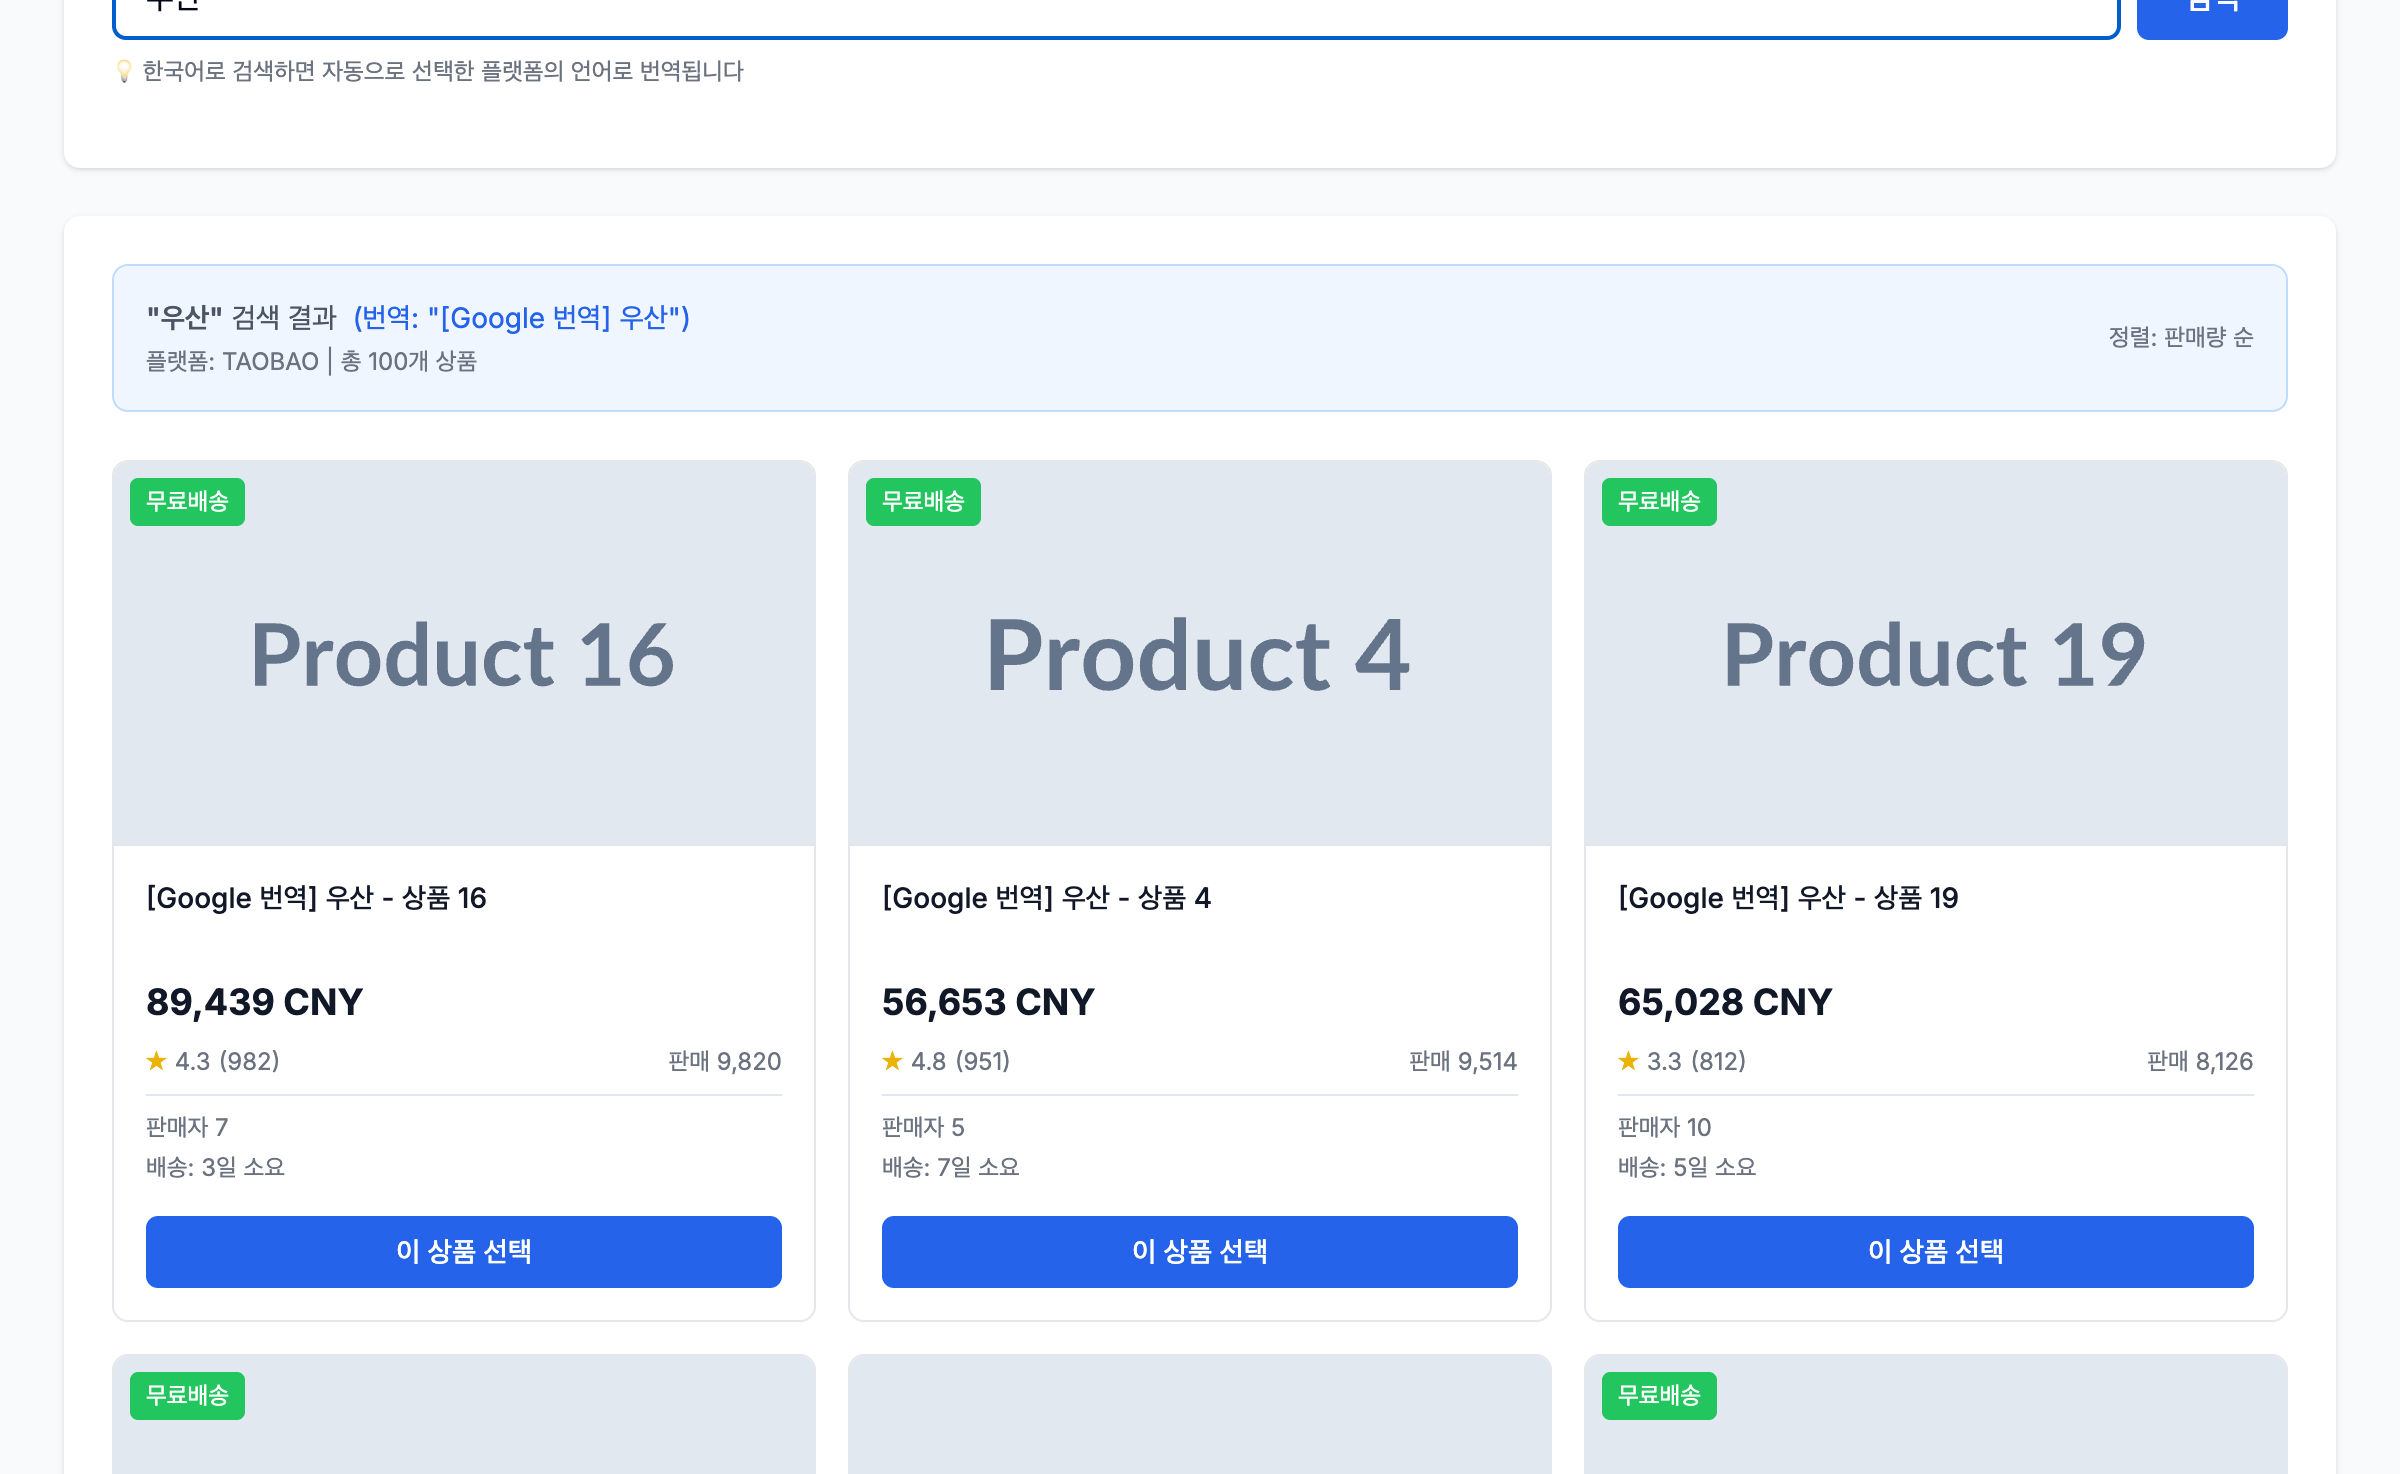 💡 한국어로 검색하면 자동으로 선택한 플랫폼의 언어로 번역됩니다
"우산" 검색 결과 (번역: "[Google 번역] 우산")
플랫폼: TAOBAO | 총 100개 상품
정렬: 판매량 순
무료배송
Product 16
[Google 번역] 우산 - 상품 16
89,439 CNY
★ 4.3 (982)
판매 9,820
판매자 7
배송: 3일 소요
이 상품 선택
무료배송
Product 4
[Google 번역] 우산 - 상품 4
56,653 CNY
★ 4.8 (951)
판매 9,514
판매자 5
배송: 7일 소요
이 상품 선택
무료배송
Product 19
[Google 번역] 우산 - 상품 19
65,028 CNY
★ 3.3 (812)
판매 8,126
판매자 10
배송: 5일 소요
이 상품 선택
무료배송
무료배송